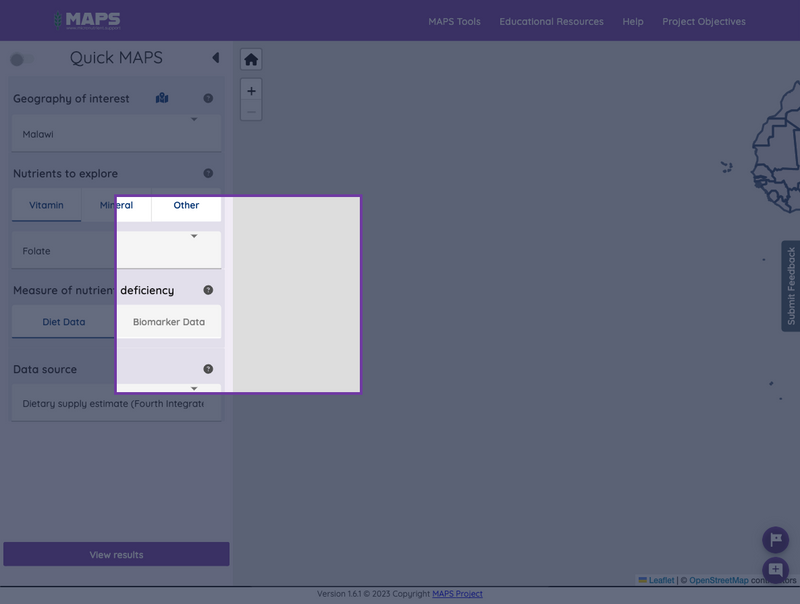 MAPS
MAPS Tools
Educational Resources
Help
Project Objectives
Quick MAPS
Geography of interest
Malawi
Nutrients to explore
Vitamin
Mineral
Other
Folate
Measure of nutrient deficiency
Diet Data
Biomarker Data
Data source
Dietary supply estimate (Fourth Integrate
View results
Submit Feedback
Leaflet | © OpenStreetMap contributors
Version 1.6.1 © 2023 Copyright MAPS Project